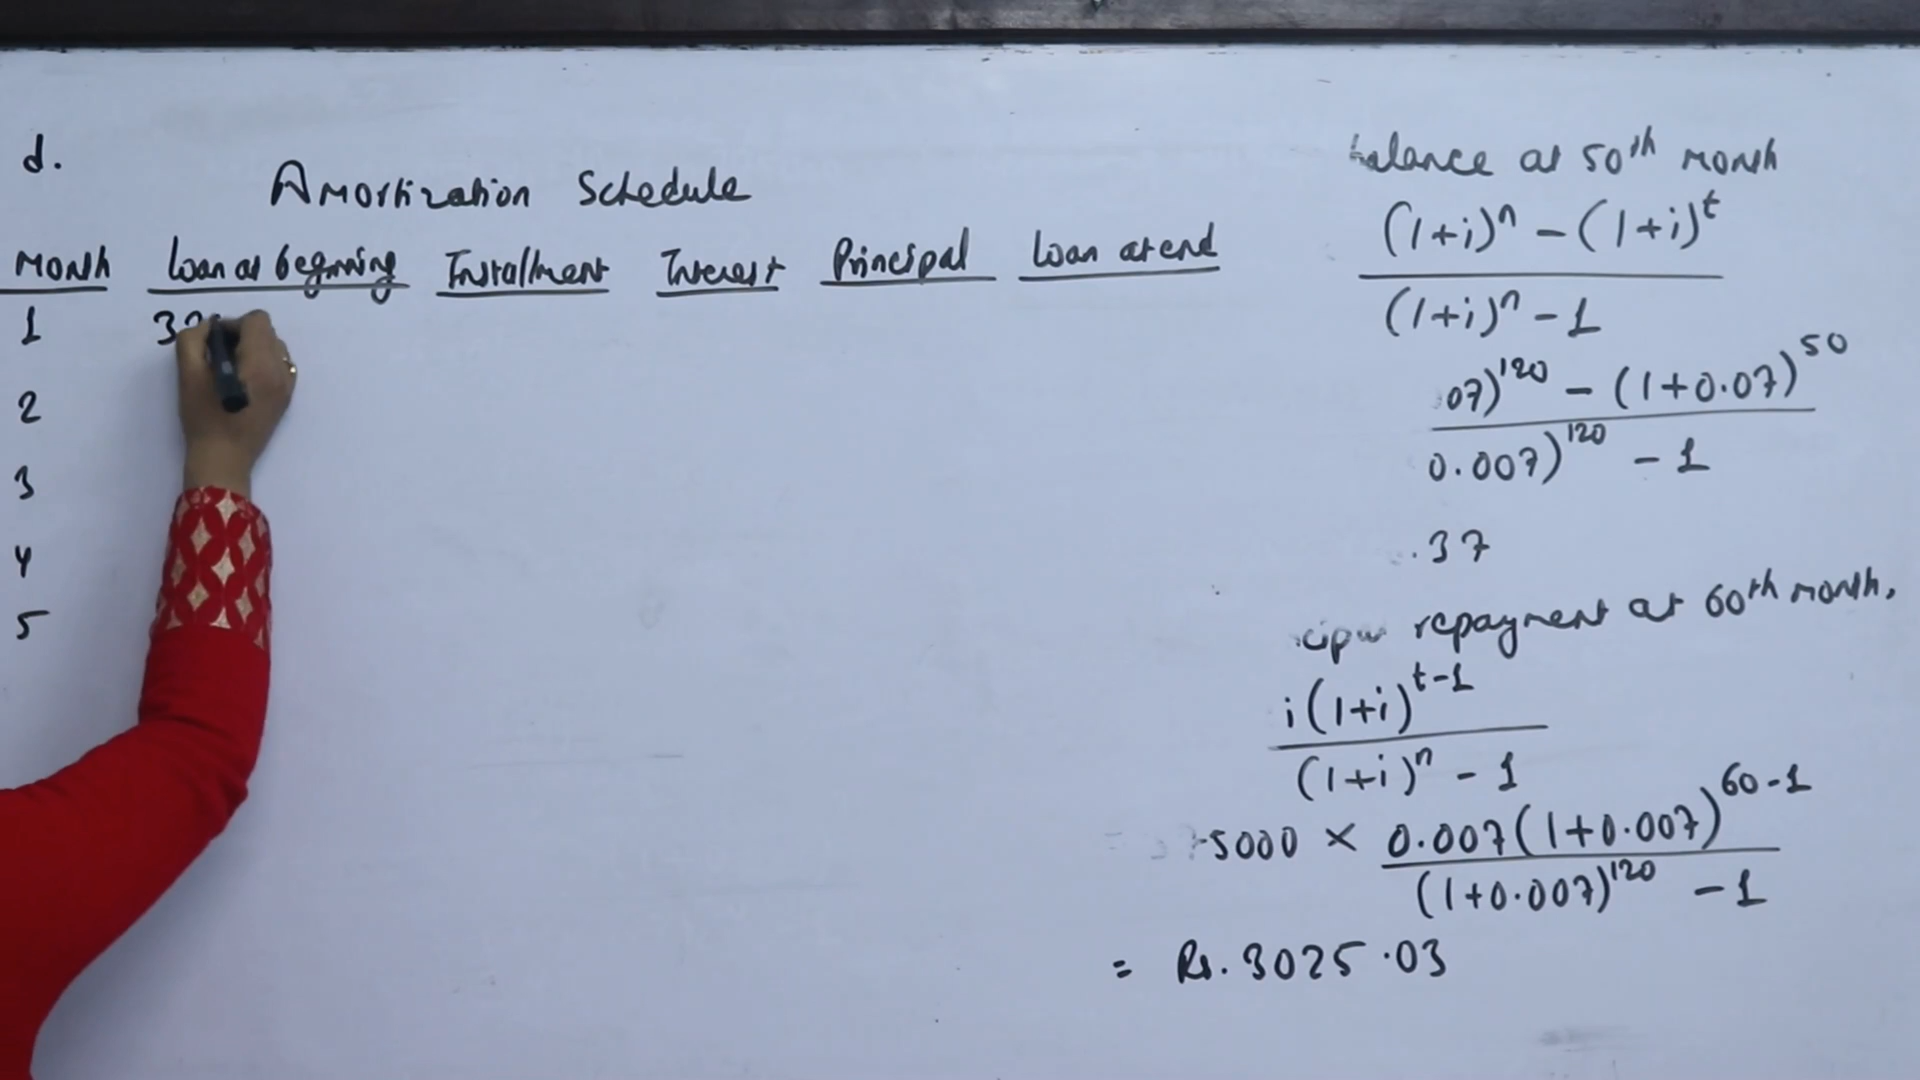 d.
Amortization Schedule
Month Loan at beginning Installment Interest Principal Loan at end
1 3
2
3
4
5
balance at 50th month
(1+i)^n - (1+i)^t
(1+i)^n - 1
07)^120 - (1+0.07)^50
0.007)^120 - 1
.37
repayment at 60th month.
i(1+i)^t-1
(1+i)^n - 1
5000 × 0.007(1+0.007)^60-1
(1+0.007)^120 - 1
= Rs. 3025.03